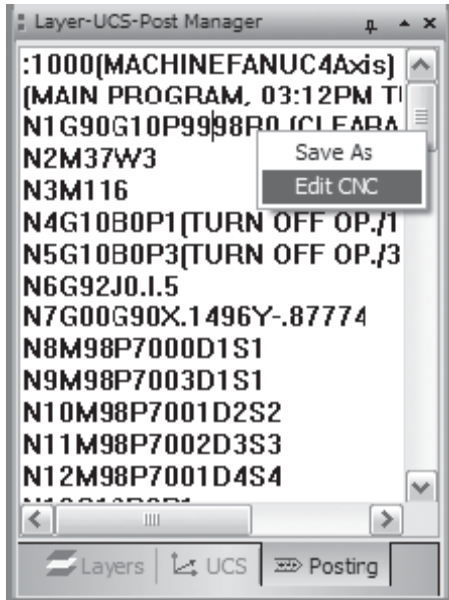 Layer-UCS-Post Manager
:1000(MACHINEFANUC4Axis)
(MAIN PROGRAM, 03:12PM
N1G90G10P9998R0
Save As
N2M37W3
Edit CNC
N3M116
N4G10B0P1(TURN OFF OP./1
N5G10B0P3(TURN OFF OP./3
N6G92J0.I.5
N7G00G90X.1496Y-.87774
N8M98P7000D1S1
N9M98P7003D1S1
N10M98P7001D2S2
N11M98P7002D3S3
N12M98P7001D4S4
Layers UCS Posting